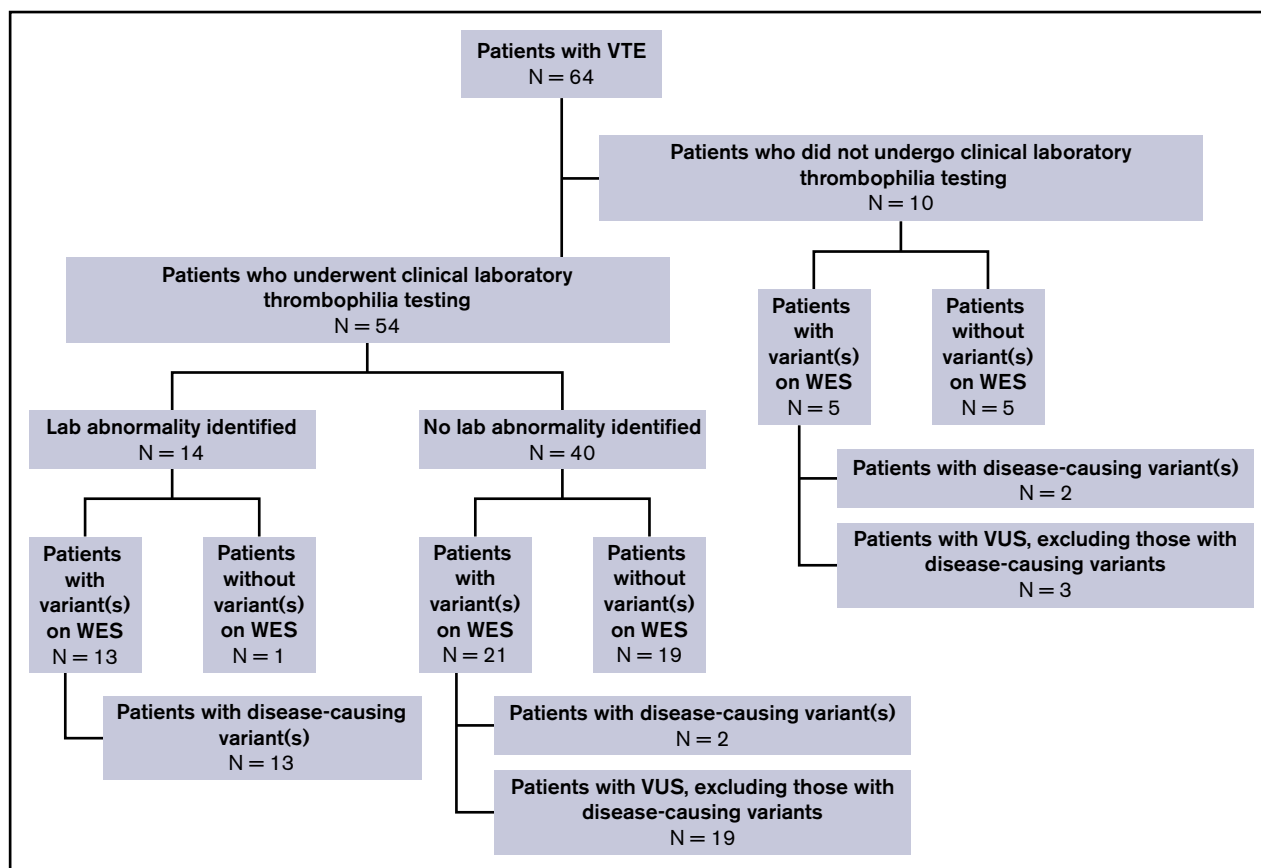 Patients with VTE
N = 64
Patients who did not undergo clinical laboratory
thrombophilia testing
N = 10
Patients who underwent clinical laboratory
thrombophilia testing
N = 54
Patients
with
variant(s)
on WES
N = 5
Patients
without
variant(s)
on WES
N = 5
Lab abnormality identified
N = 14
No lab abnormality identified
N = 40
Patients with disease-causing variant(s)
N = 2
Patients with VUS, excluding those with
disease-causing variants
N = 3
Patients
with
variant(s)
on WES
N = 13
Patients
without
variant(s)
on WES
N = 1
Patients
with
variant(s)
on WES
N = 21
Patients
without
variant(s)
on WES
N = 19
Patients with disease-causing
variant(s)
N = 13
Patients with disease-causing variant(s)
N = 2
Patients with VUS, excluding those with
disease-causing variants
N = 19